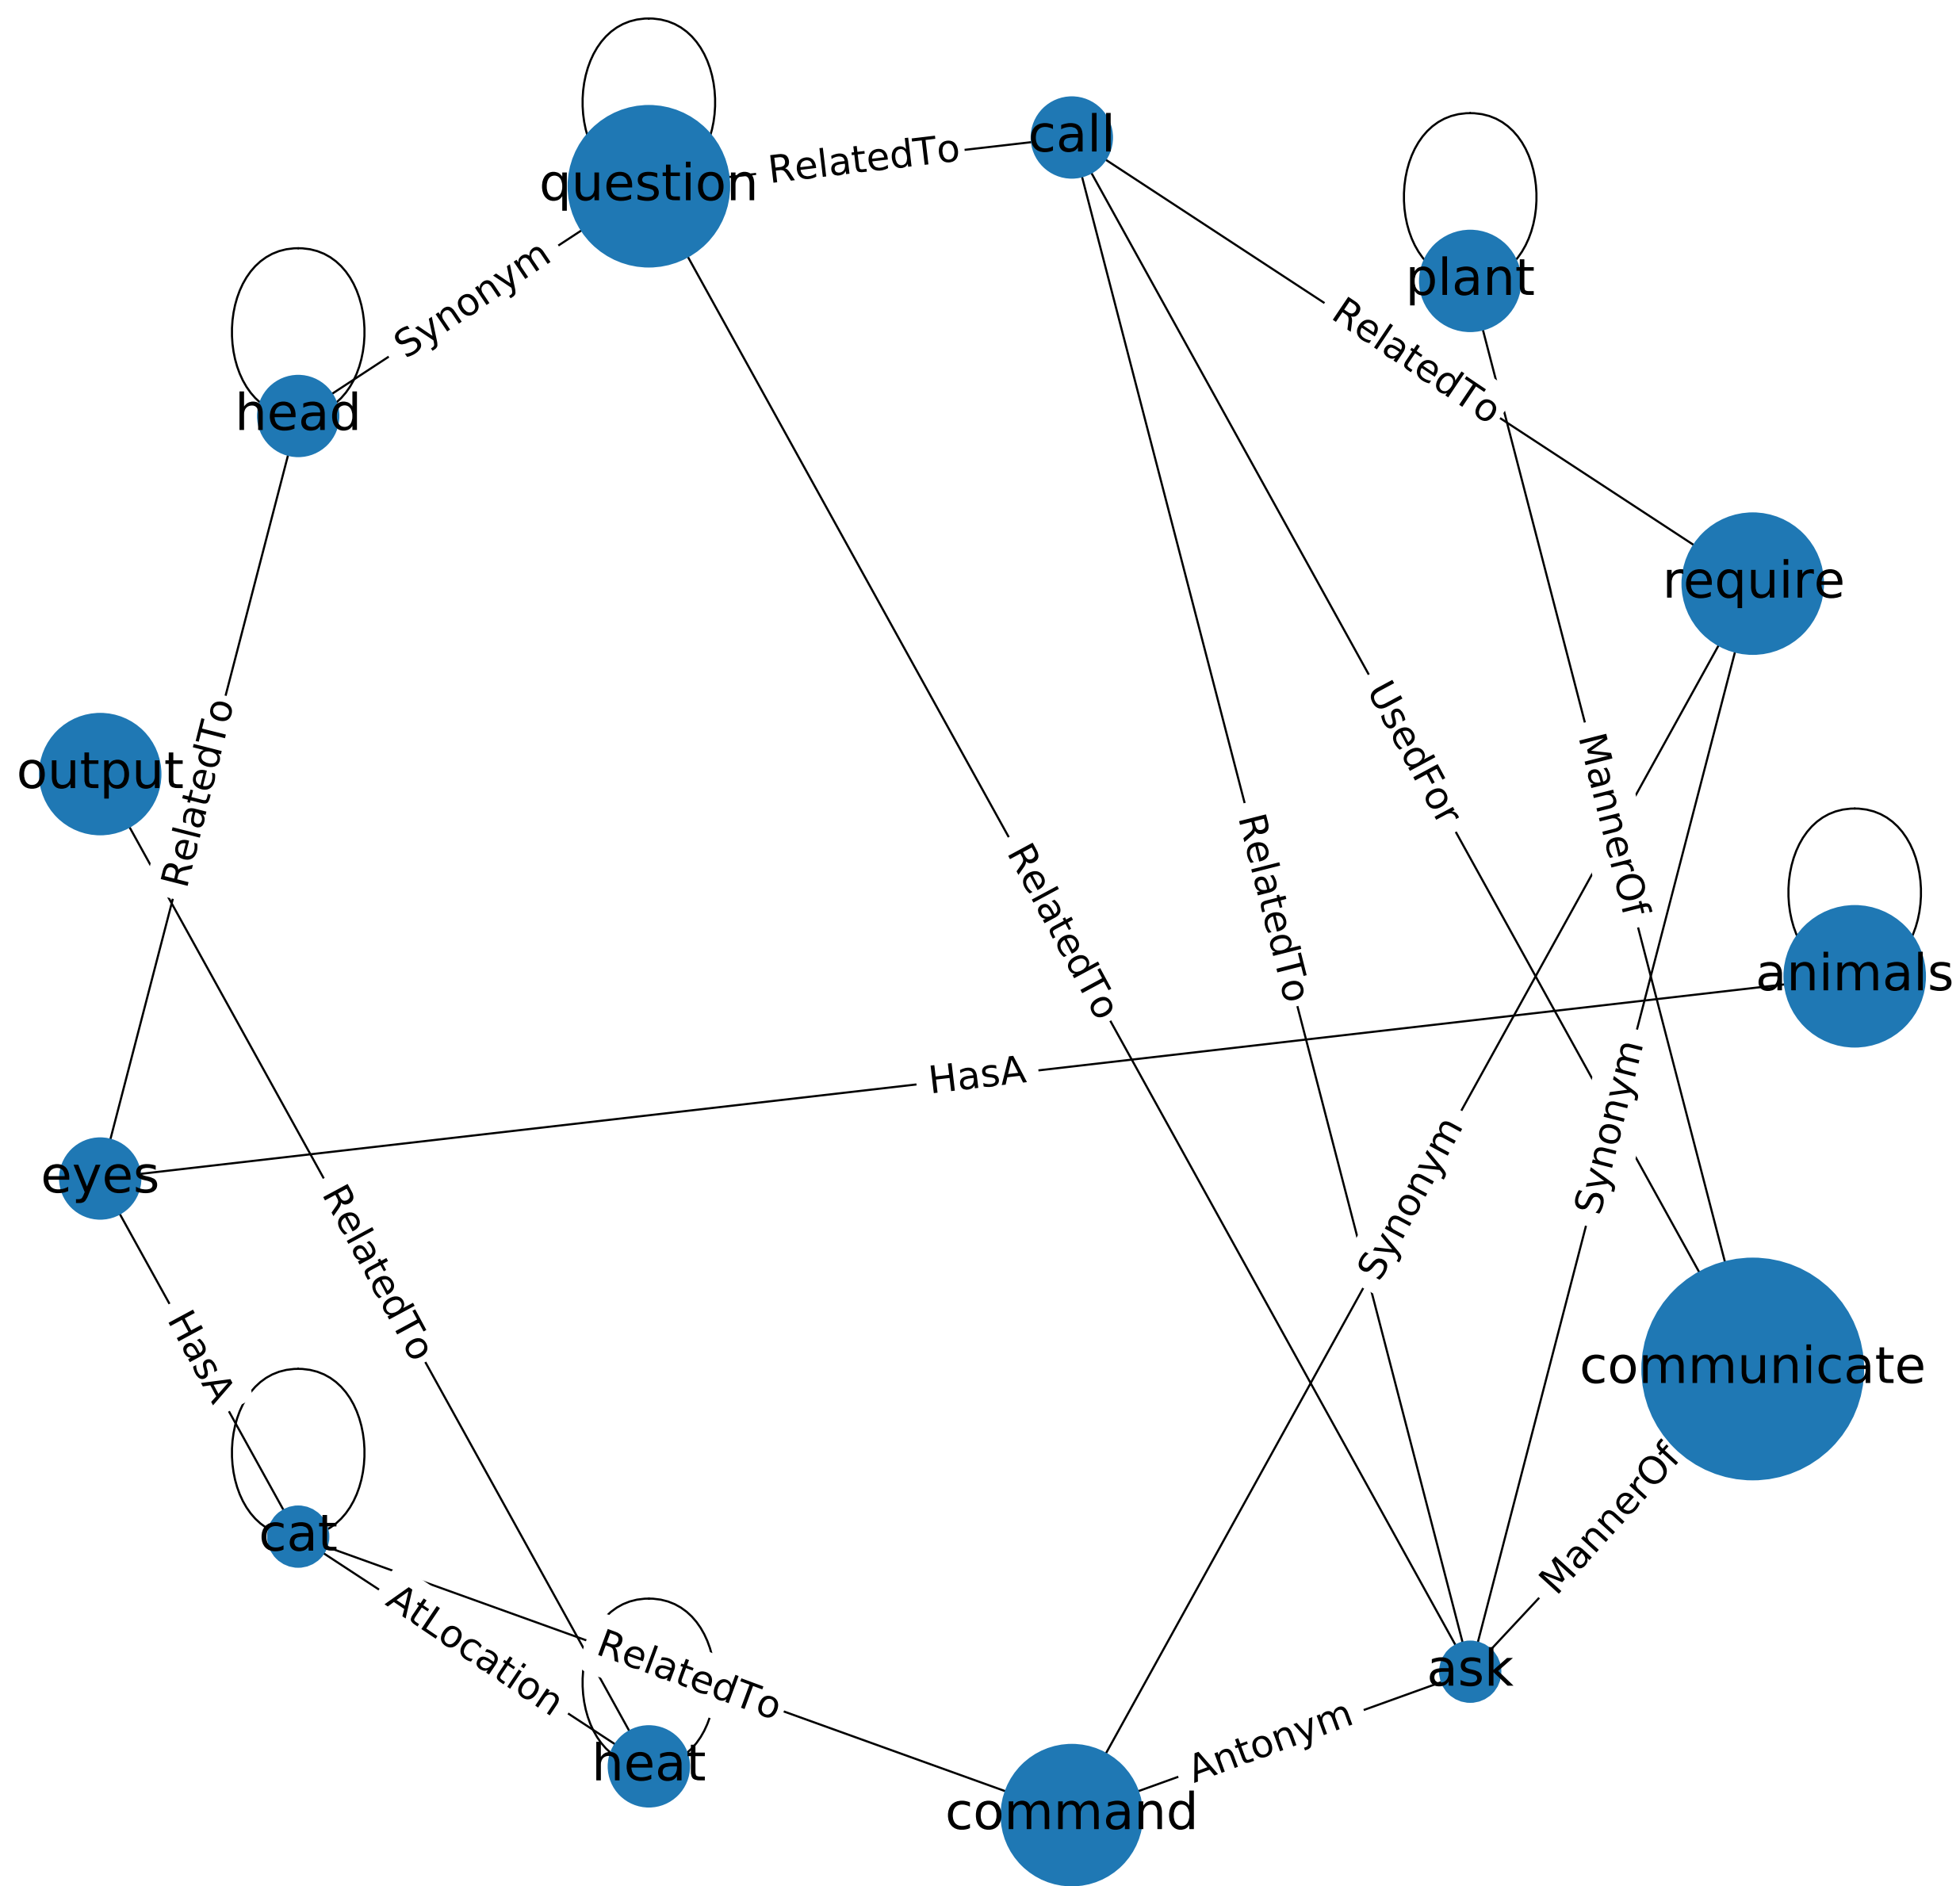 call
question
RelatedTo
plant
Synonym
RelatedTo
head
require
output
RelatedTo
UsedFor
MannerOf
RelatedTo
RelatedTo
animals
HasA
Synonym
eyes
Synonym
RelatedTo
HasA
communicate
cat
MannerOf
AtLocation
RelatedTo
ask
Antonym
heat
command